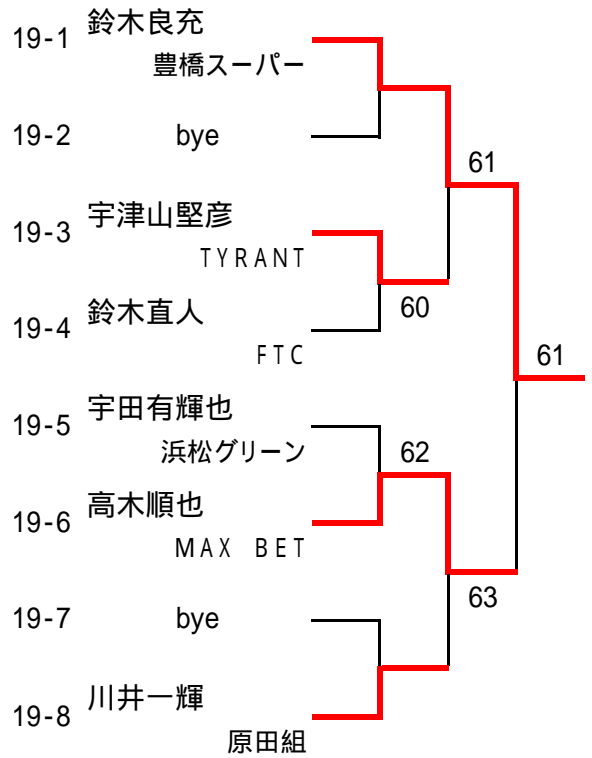 19-1 鈴木良充
豊橋スーパー
19-2 bye
61
19-3 宇津山堅彦
TYRANT
60
19-4 鈴木直人
FTC
61
19-5 宇田有輝也
浜松グリーン
62
19-6 高木順也
MAX BET
63
19-7 bye
19-8 川井一輝
原田組